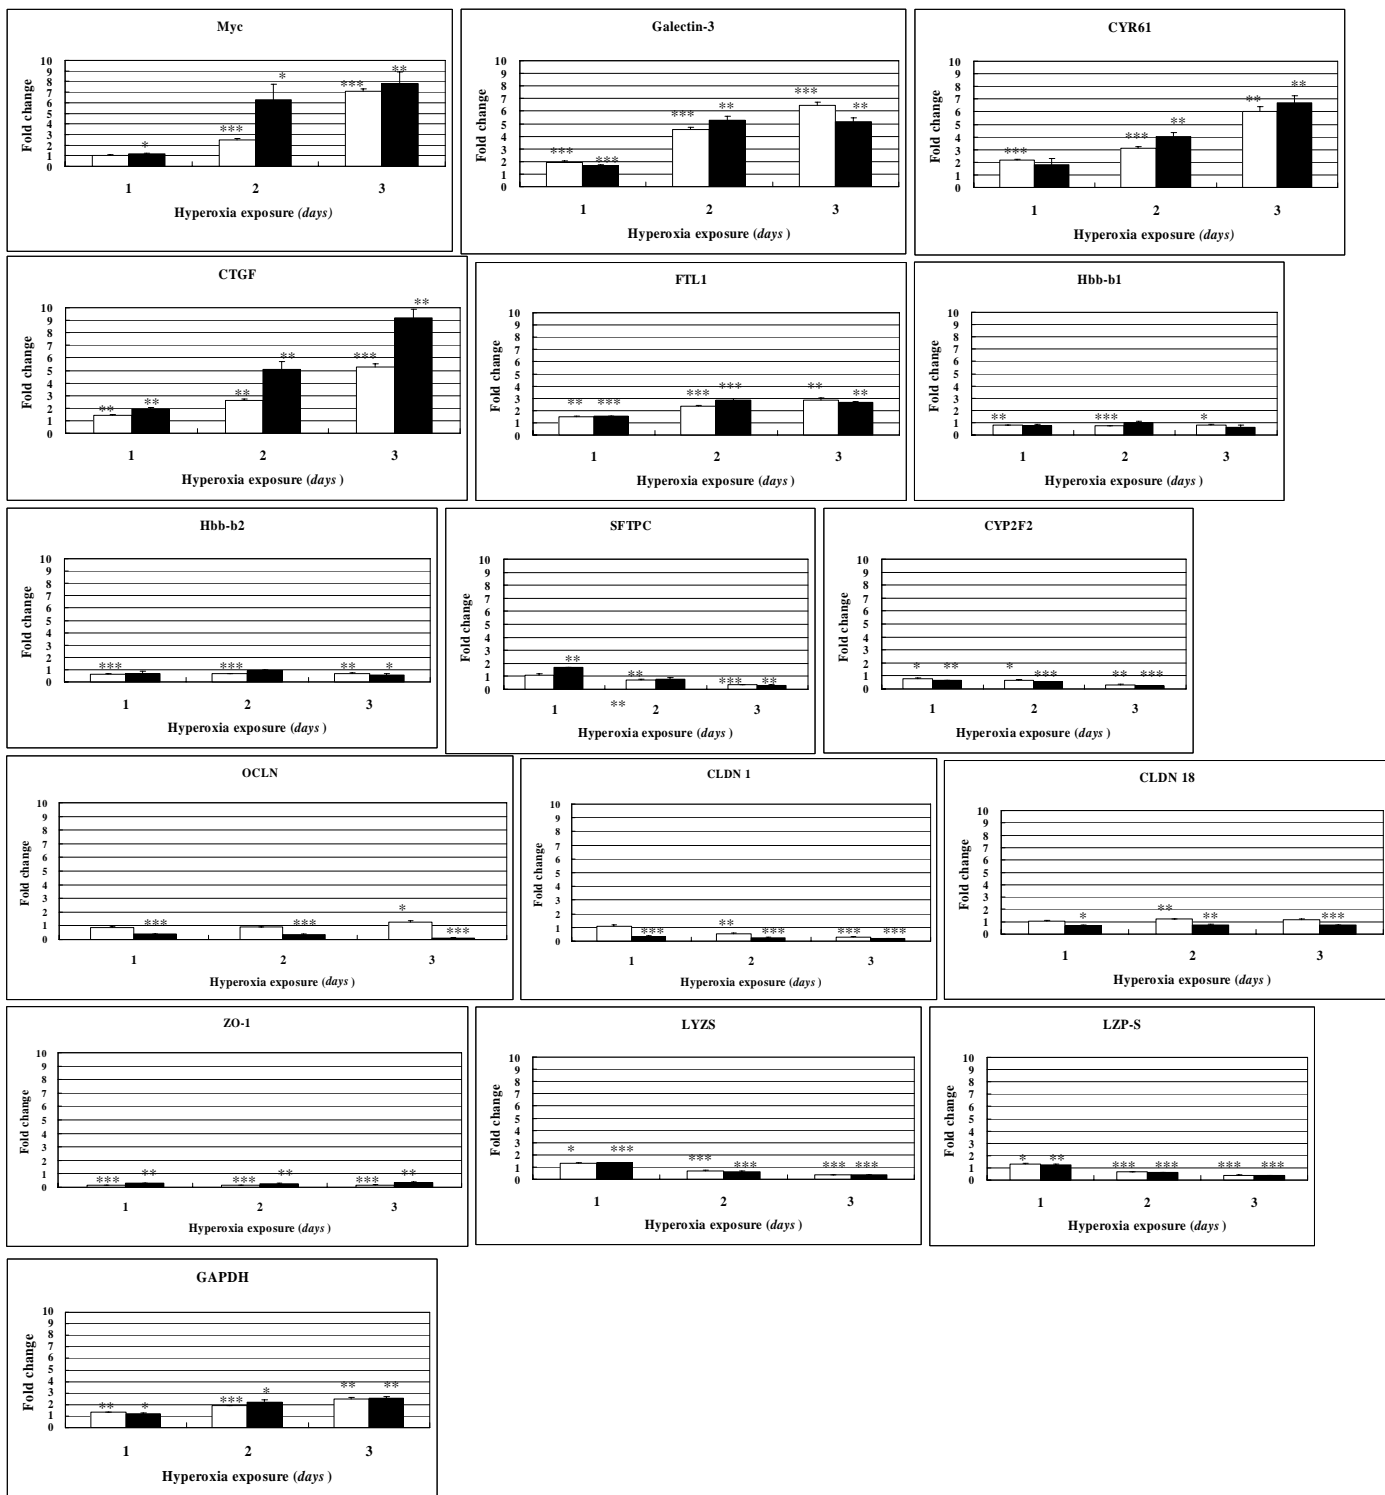 Myc
Fold change
10
9
8
7
6
5
4
3
2
1
0
*
***
*
***
**
1 2 3
Hyperoxia exposure (days)
Galectin-3
Fold change
10
9
8
7
6
5
4
3
2
1
0
***
***
***
**
***
**
1 2 3
Hyperoxia exposure (days )
CYR61
Fold change
10
9
8
7
6
5
4
3
2
1
0
***
***
**
**
**
1 2 3
Hyperoxia exposure (days)
CTGF
Fold change
10
9
8
7
6
5
4
3
2
1
0
**
**
**
**
***
**
1 2 3
Hyperoxia exposure (days )
FTL1
Fold change
10
9
8
7
6
5
4
3
2
1
0
** *** *** *** ** **
1 2 3
Hyperoxia exposure (days )
Hbb-b1
Fold change
10
9
8
7
6
5
4
3
2
1
0
** *** *
1 2 3
Hyperoxia exposure (days )
Hbb-b2
Fold change
10
9
8
7
6
5
4
3
2
1
0
*** *** ** *
1 2 3
Hyperoxia exposure (days )
SFTPC
Fold change
10
9
8
7
6
5
4
3
2
1
0
** ** *** **
1 ** 2 3
Hyperoxia exposure (days )
CYP2F2
Fold change
10
9
8
7
6
5
4
3
2
1
0
* ** * *** ** ***
1 2 3
Hyperoxia exposure (days )
OCLN
Fold change
10
9
8
7
6
5
4
3
2
1
0
*** *** * ***
1 2 3
Hyperoxia exposure (days )
CLDN 1
Fold change
10
9
8
7
6
5
4
3
2
1
0
*** ** *** *** ***
1 2 3
Hyperoxia exposure (days )
CLDN 18
Fold change
10
9
8
7
6
5
4
3
2
1
0
* ** ** ***
1 2 3
Hyperoxia exposure (days )
ZO-1
Fold change
10
9
8
7
6
5
4
3
2
1
0
*** ** *** ** *** **
1 2 3
Hyperoxia exposure (days )
LYZS
Fold change
10
9
8
7
6
5
4
3
2
1
0
* *** *** *** *** ***
1 2 3
Hyperoxia exposure (days )
LZP-S
Fold change
10
9
8
7
6
5
4
3
2
1
0
* ** *** *** *** ***
1 2 3
Hyperoxia exposure (days )
GAPDH
Fold change
10
9
8
7
6
5
4
3
2
1
0
** * *** * ** **
1 2 3
Hyperoxia exposure (days )